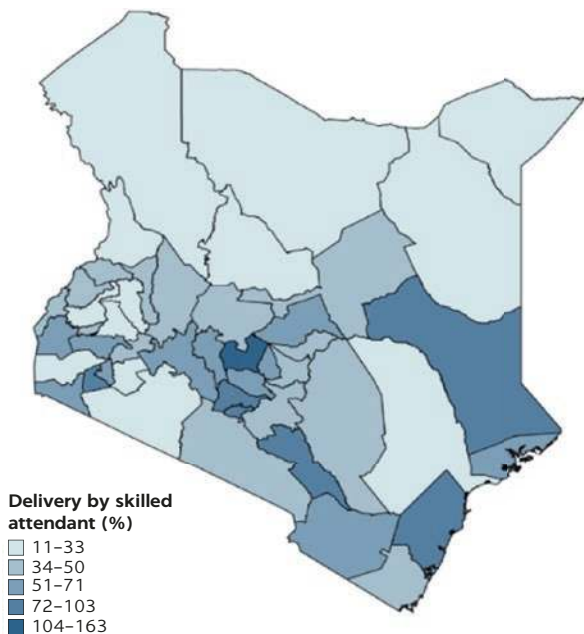 Delivery by skilled
attendant (%)
11–33
34–50
51–71
72–103
104–163